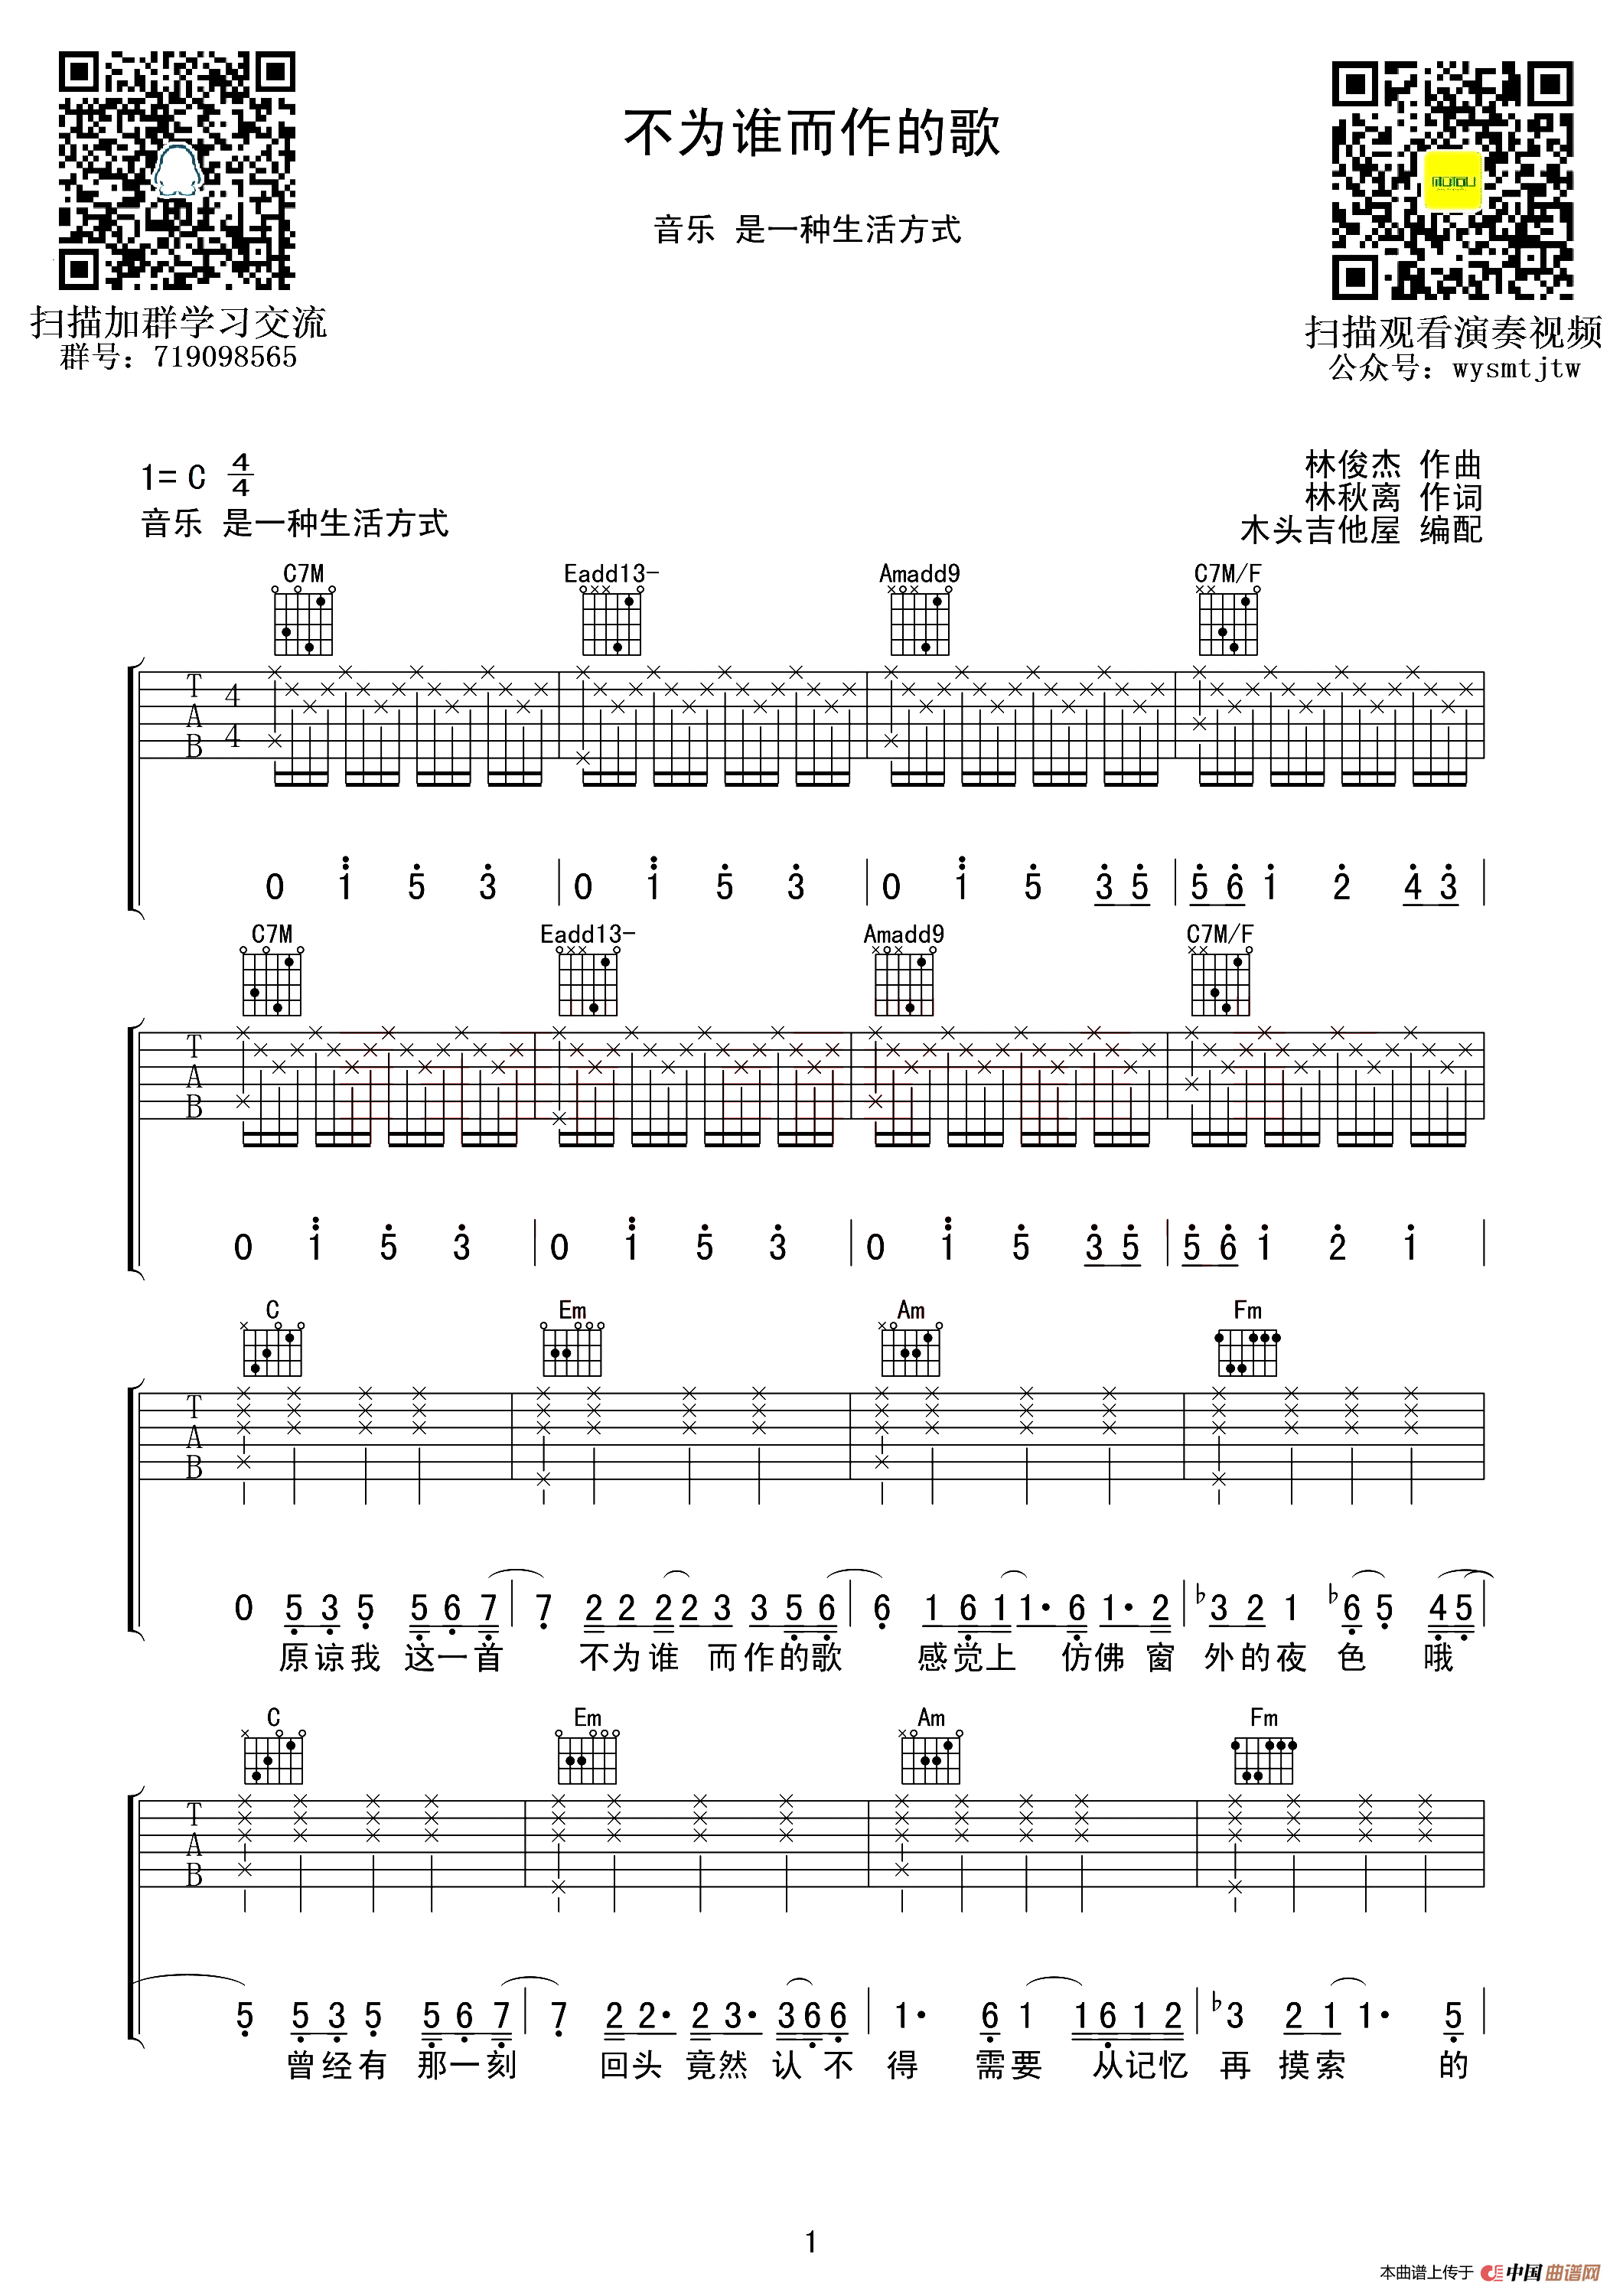 不为谁而作的歌
音乐 是一种生活方式
扫描加群学习交流
群号：719098565
扫描观看演奏视频
公众号：wysmtjtw
1= C 4/4
音乐 是一种生活方式
林俊杰 作曲
林秋离 作词
木头吉他屋 编配
C7M Eadd13- Amadd9 C7M/F
T A B 4 4
0 1 5 3 | 0 1 5 3 | 0 1 5 3 5 | 5 6 1 2 4 3 |
C7M Eadd13- Amadd9 C7M/F
T A B
0 1 5 3 | 0 1 5 3 | 0 1 5 3 5 | 5 6 1 2 1 |
C Em Am Fm
T A B
0 5 3 5 5 6 7 | 7 2 2 2 2 3 3 5 6 | 6 1 6 1 1· 6 1· 2 | ♭3 2 1 ♭6 5 4 5 |
原谅我 这一首 不为谁 而作的歌 感觉上 仿佛窗 外的夜 色 哦
C Em Am Fm
T A B
5 5 3 5 5 6 7 | 7 2 2· 2 3· 3 6 6 | 1· 6 1 1 6 1 2 | ♭3 2 1 1· 5 |
曾经有 那一刻 回头 竟然 认 不 得 需要 从记忆 再 摸索 的
1
本曲谱上传于 中国曲谱网